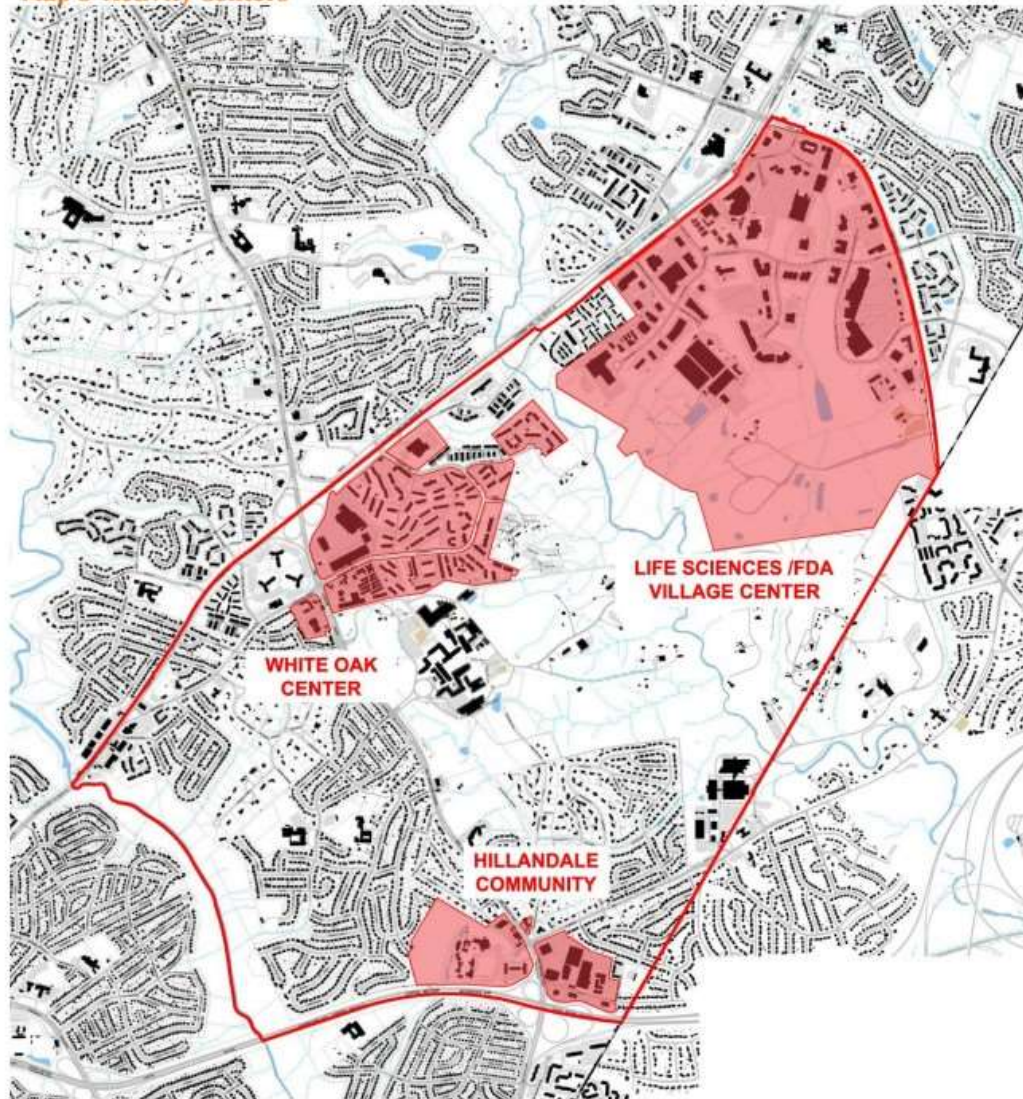 LIFE SCIENCES /FDA
VILLAGE CENTER
WHITE OAK
CENTER
HILLANDALE
COMMUNITY